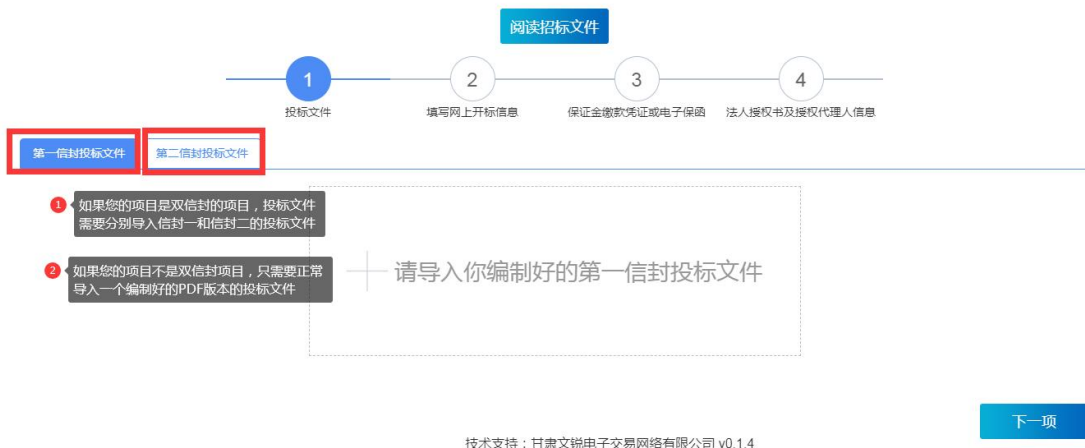 阅读招标文件
1
2
3
4
投标文件
填写网上开标信息
保证金缴款凭证或电子保函
法人授权书及授权代理人信息
第一信封投标文件
第二信封投标文件
1
如果您的项目是双信封的项目，投标文件
需要分别导入信封一和信封二的投标文件
2
如果您的项目不是双信封项目，只需要正常
导入一个编制好的PDF版本的投标文件
请导入你编制好的第一信封投标文件
下一项
技术支持：甘肃文锐电子交易网络有限公司 v0.1.4